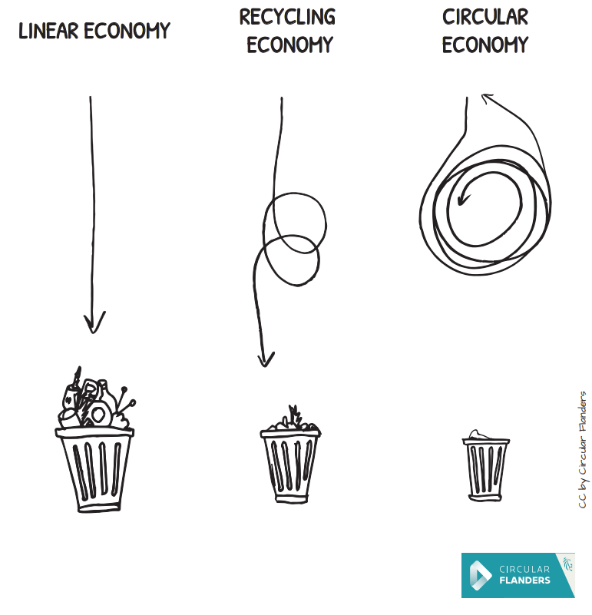 LINEAR ECONOMY
RECYCLING
ECONOMY
CIRCULAR
ECONOMY
CC by Circular Flanders
CIRCULAR
FLANDERS